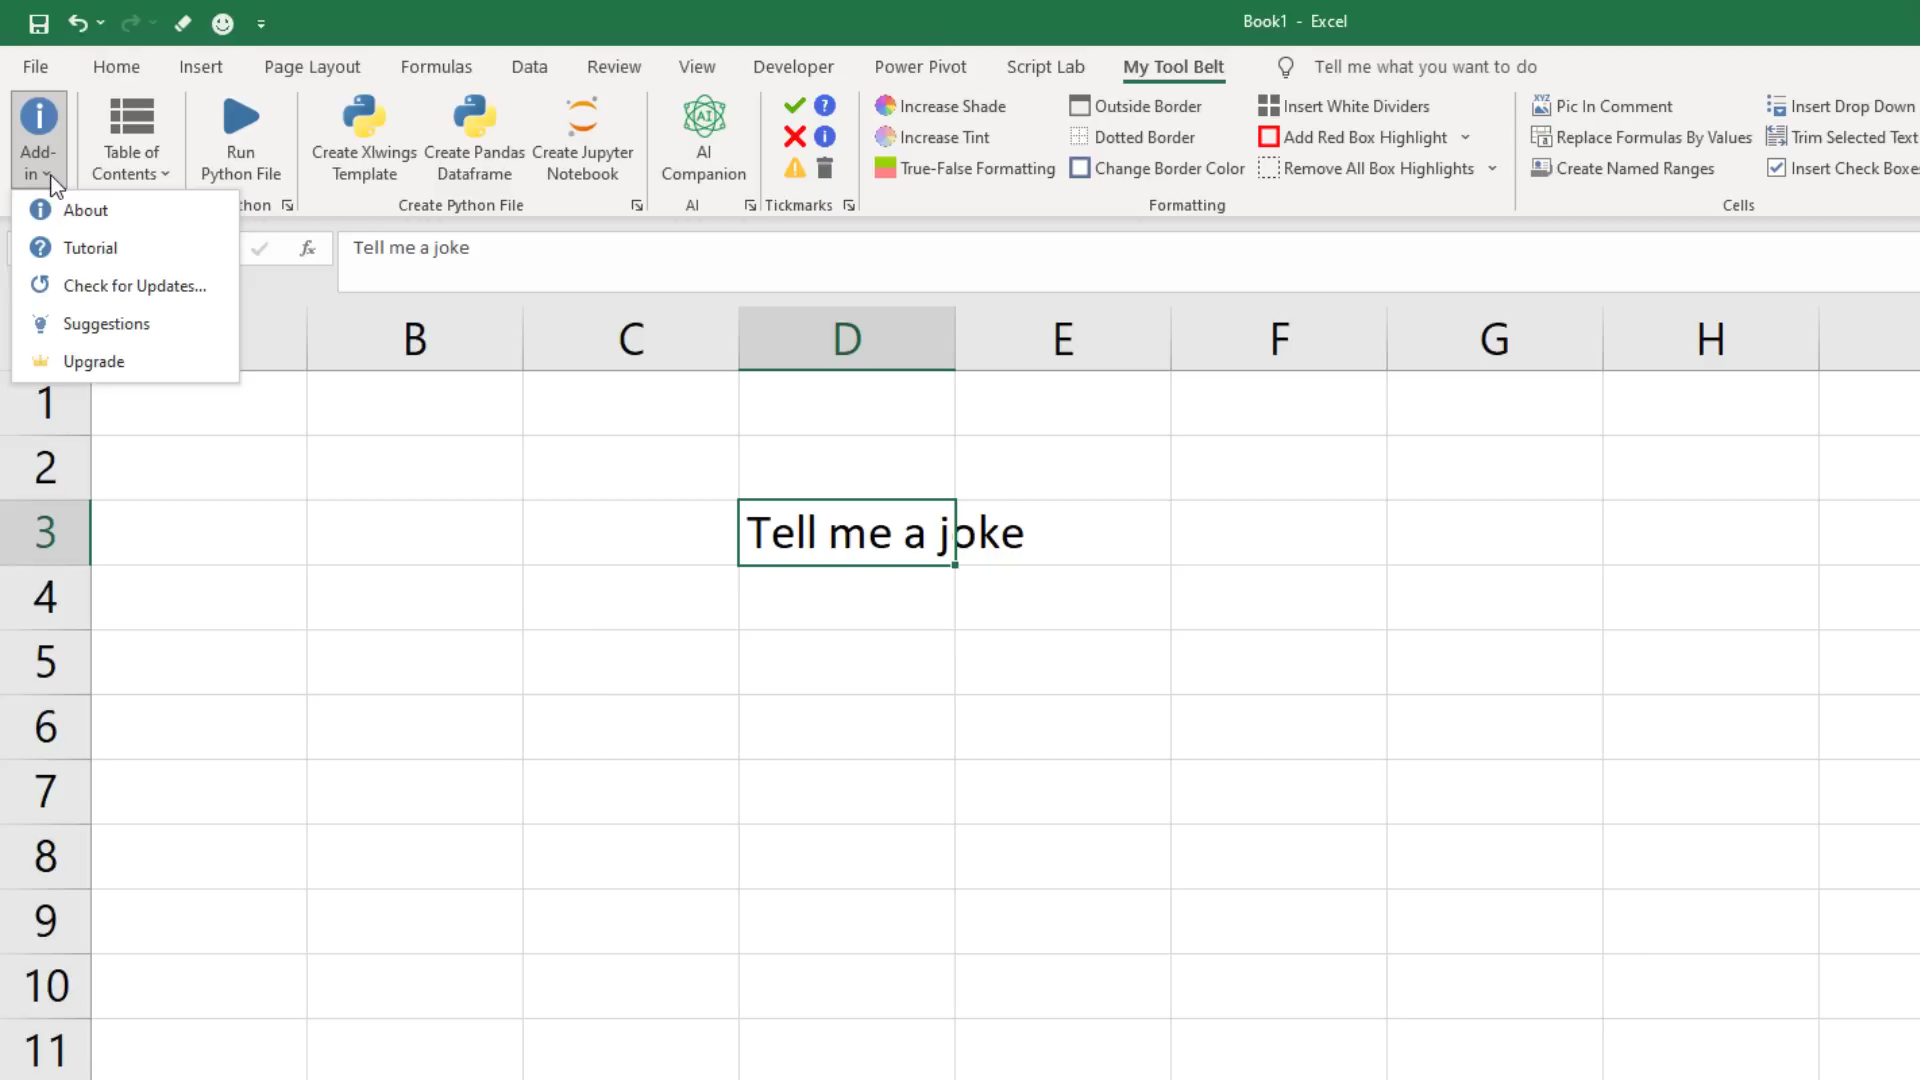 Book1 - Excel
File Home Insert Page Layout Formulas Data Review View Developer Power Pivot Script Lab My Tool Belt Tell me what you want to do
Add-
in
Table of
Contents
Run
Python File
Create Xlwings
Template
Create Pandas
Dataframe
Create Jupyter
Notebook
AI
AI
Companion
Increase Shade
Increase Tint
True-False Formatting
Outside Border
Dotted Border
Change Border Color
Insert White Dividers
Add Red Box Highlight
Remove All Box Highlights
XYZ
Pic In Comment
Replace Formulas By Values
Create Named Ranges
Insert Drop Down
Trim Selected Text
Insert Check Boxes
thon
Create Python File
AI
Tickmarks
Formatting
Cells
About
Tutorial
Check for Updates...
Suggestions
Upgrade
fx
Tell me a joke
B C D E F G H
1
2
3 Tell me a joke
4
5
6
7
8
9
10
11